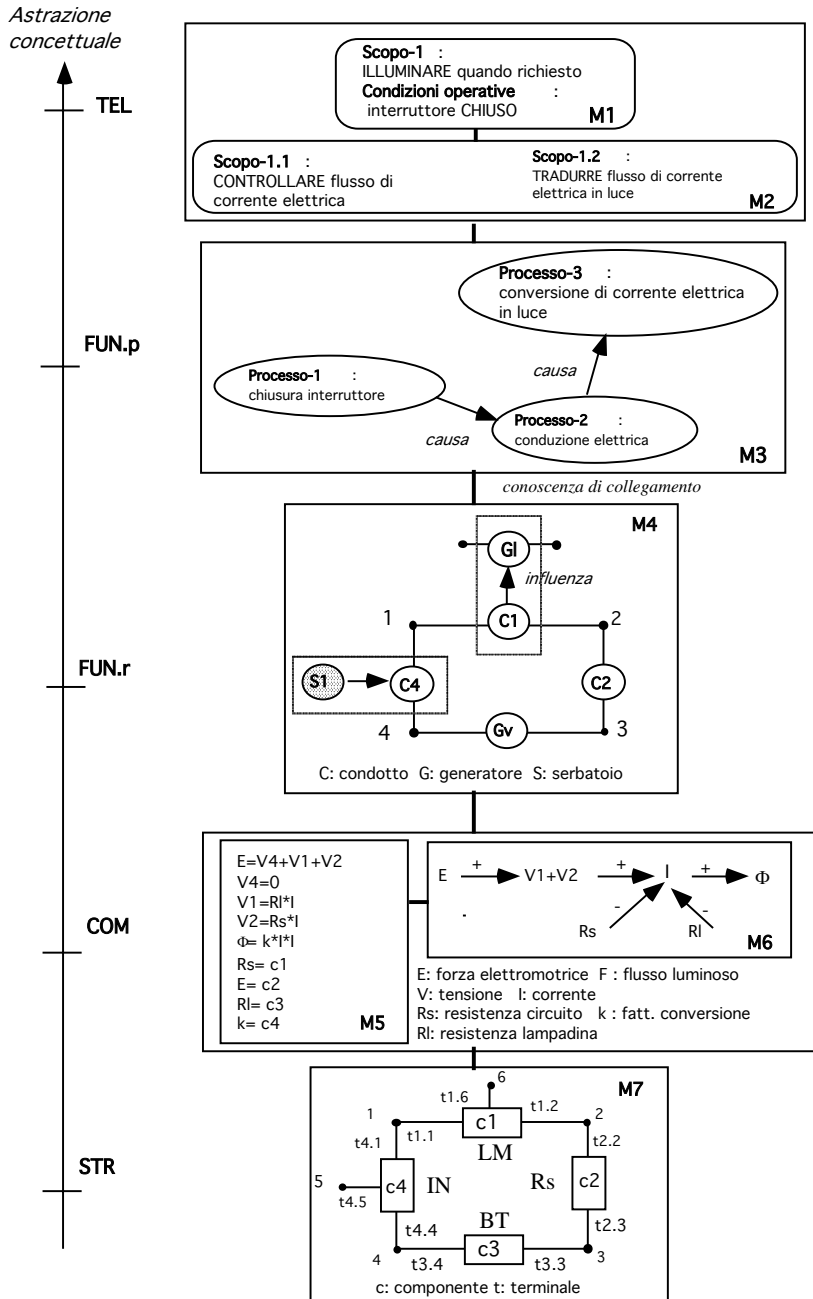 Astrazione
concettuale
TEL
FUN.p
FUN.r
COM
STR
Scopo-1 :
ILLUMINARE quando richiesto
Condizioni operative :
interruttore CHIUSO
M1
Scopo-1.1 :
CONTROLLARE flusso di
corrente elettrica
Scopo-1.2 :
TRADURRE flusso di corrente
elettrica in luce
M2
Processo-3 :
conversione di corrente elettrica
in luce
causa
Processo-1 :
chiusura interruttore
causa
Processo-2 :
conduzione elettrica
M3
conoscenza di collegamento
M4
Gl
influenza
1
C1
2
S1
C4
C2
4
Gv
3
C: condotto G: generatore S: serbatoio
E=V4+V1+V2
V4=0
V1=Rl*I
V2=Rs*I
Φ= k*I*I
Rs= c1
E= c2
Rl= c3
k= c4
M5
E + V1+V2 + I + Φ
- -
Rs Rl
.
M6
E: forza elettromotrice F : flusso luminoso
V: tensione I: corrente
Rs: resistenza circuito k : fatt. conversione
Rl: resistenza lampadina
M7
6
t1.6 t1.2
1 c1 2
t4.1 t1.1 LM t2.2
5 c4 IN Rs c2
t4.5
t4.4 BT t2.3
4 c3 3
t3.4 t3.3
c: componente t: terminale